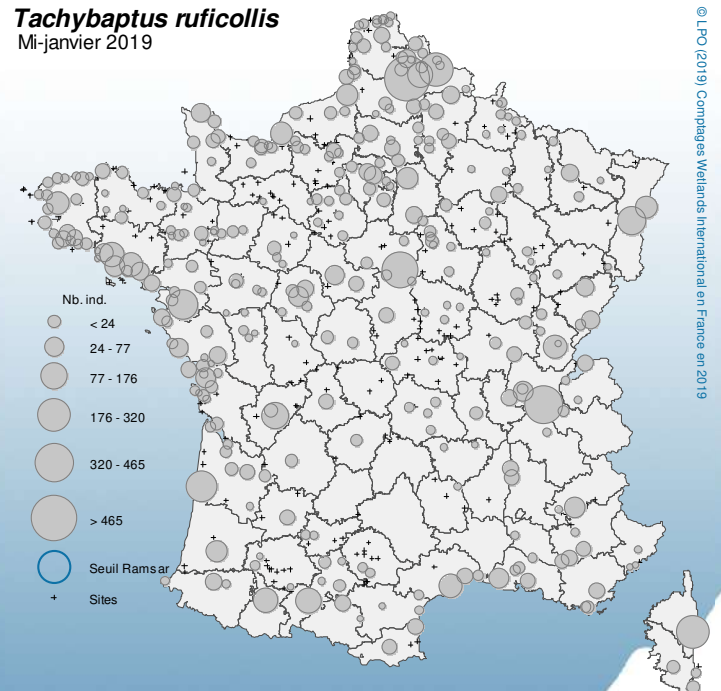 Tachybaptus ruficollis
Mi-janvier 2019
© LPO (2019) Comptages Wetlands International en France en 2019
Nb. ind.
< 24
24 - 77
77 - 176
176 - 320
320 - 465
> 465
Seuil Ramsar
Sites